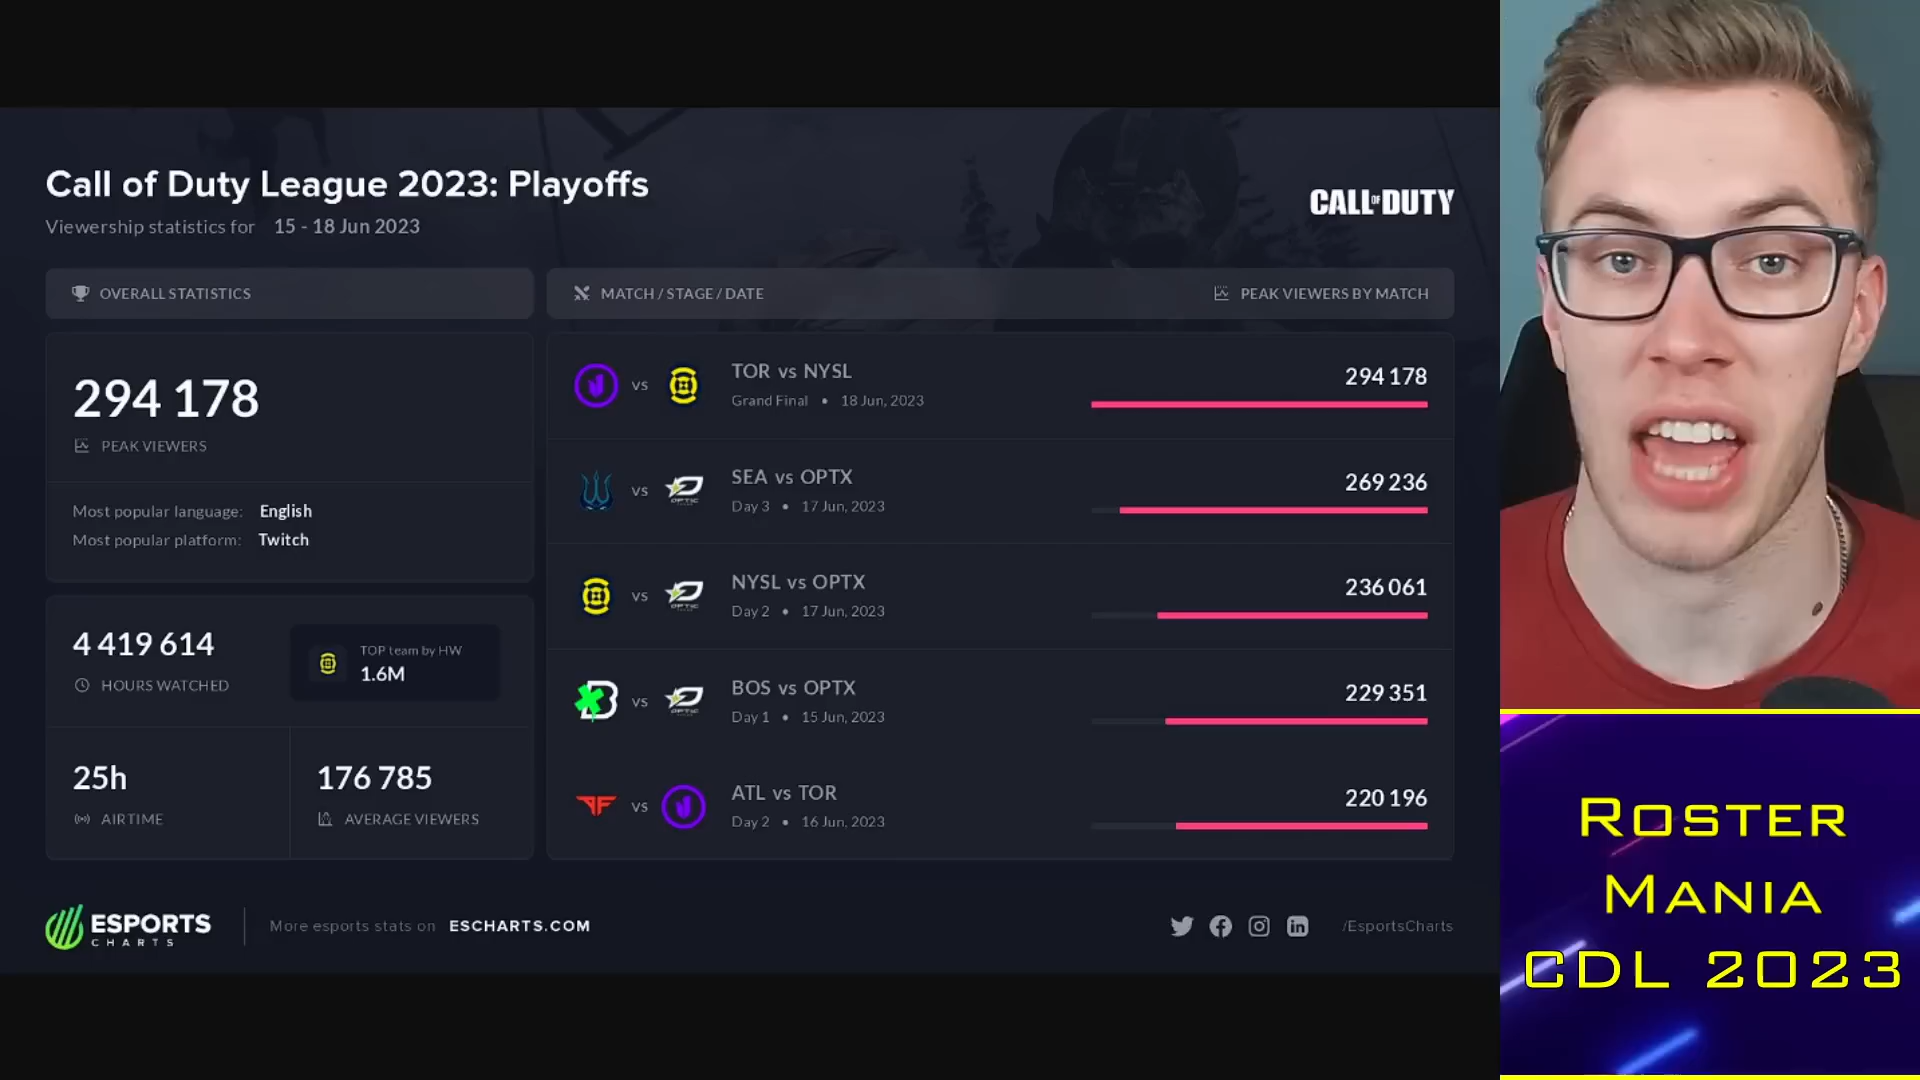 Call of Duty League 2023: Playoffs
Viewership statistics for 15 - 18 Jun 2023
CALL OF DUTY
OVERALL STATISTICS
294 178
PEAK VIEWERS
Most popular language: English
Most popular platform: Twitch
4 419 614
HOURS WATCHED
TOP team by HW
1.6M
25h
AIRTIME
176 785
AVERAGE VIEWERS
MATCH / STAGE / DATE
PEAK VIEWERS BY MATCH
vs
TOR vs NYSL
Grand Final • 18 Jun, 2023
294 178
vs
SEA vs OPTX
Day 3 • 17 Jun, 2023
269 236
vs
NYSL vs OPTX
Day 2 • 17 Jun, 2023
236 061
vs
BOS vs OPTX
Day 1 • 15 Jun, 2023
229 351
vs
ATL vs TOR
Day 2 • 16 Jun, 2023
220 196
ESPORTS
CHARTS
More esports stats on ESCHARTS.COM
/EsportsCharts
ROSTER
MANIA
CDL 2023